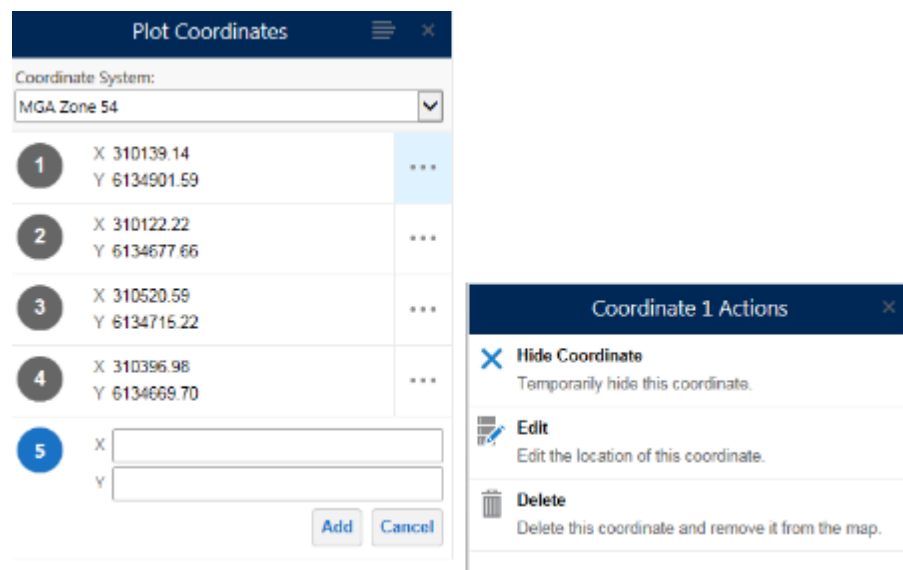 Plot Coordinates
Coordinate System:
MGA Zone 54
1
X 310139.14
Y 6134901.59
2
X 310122.22
Y 6134677.66
3
X 310520.59
Y 6134715.22
4
X 310396.98
Y 6134669.70
5
X
Y
Add Cancel
Coordinate 1 Actions
Hide Coordinate
Temporarily hide this coordinate.
Edit
Edit the location of this coordinate.
Delete
Delete this coordinate and remove it from the map.